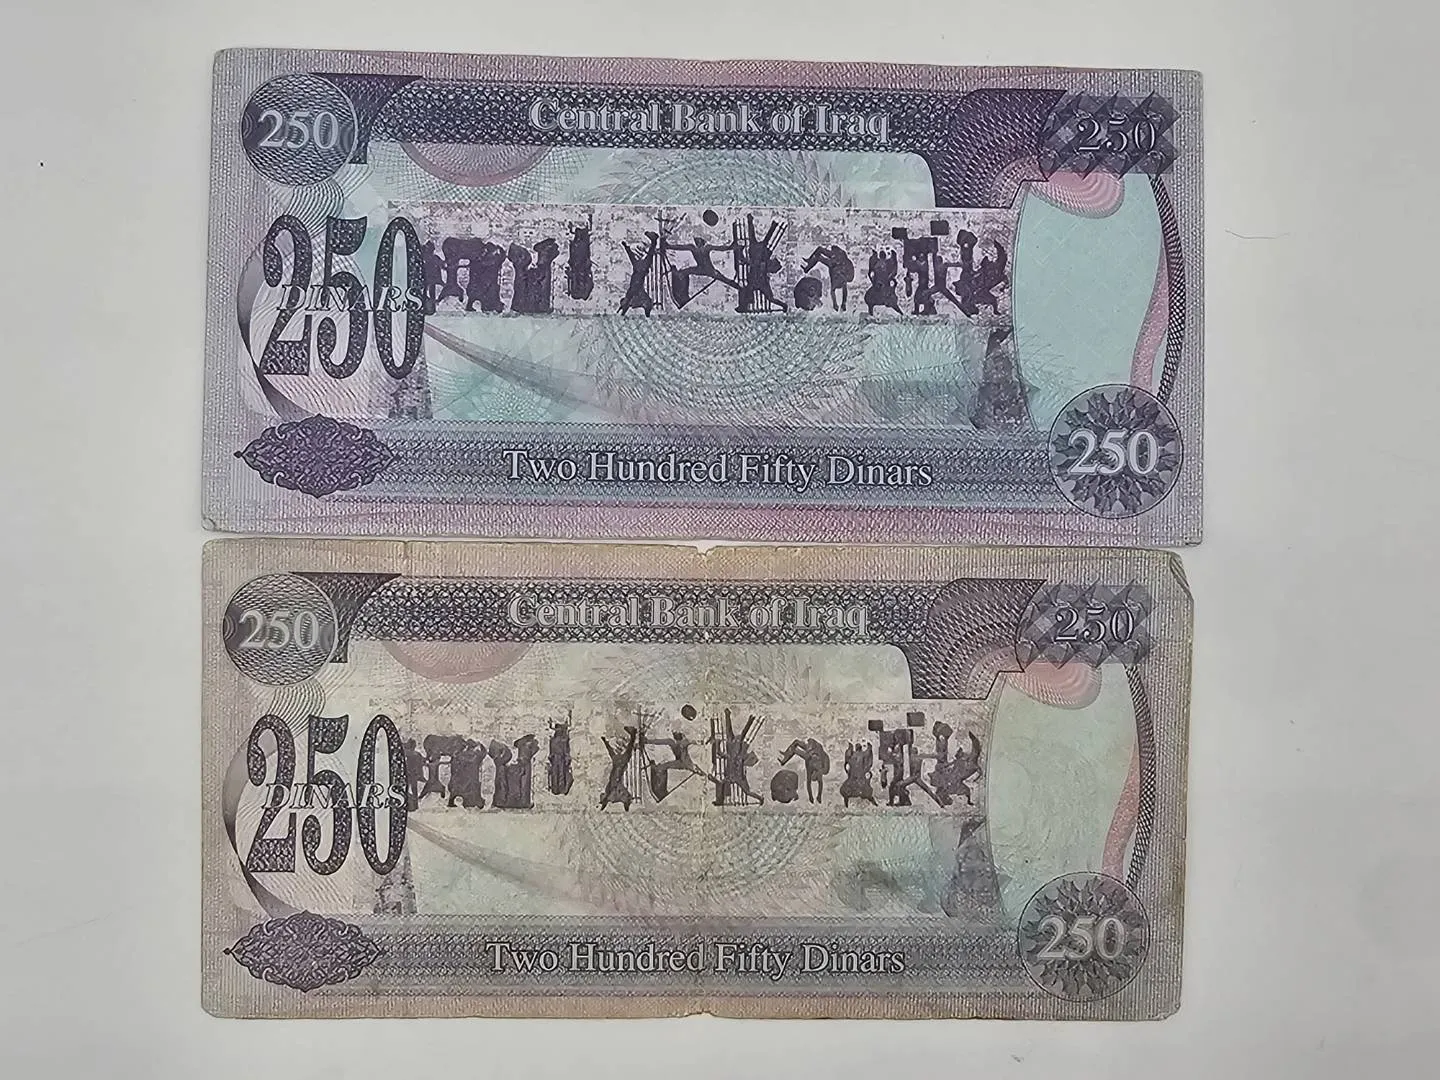 Central Bank of Iraq
250
250
250
DINARS
Two Hundred Fifty Dinars
250
Central Bank of Iraq
250
250
250
DINARS
Two Hundred Fifty Dinars
250